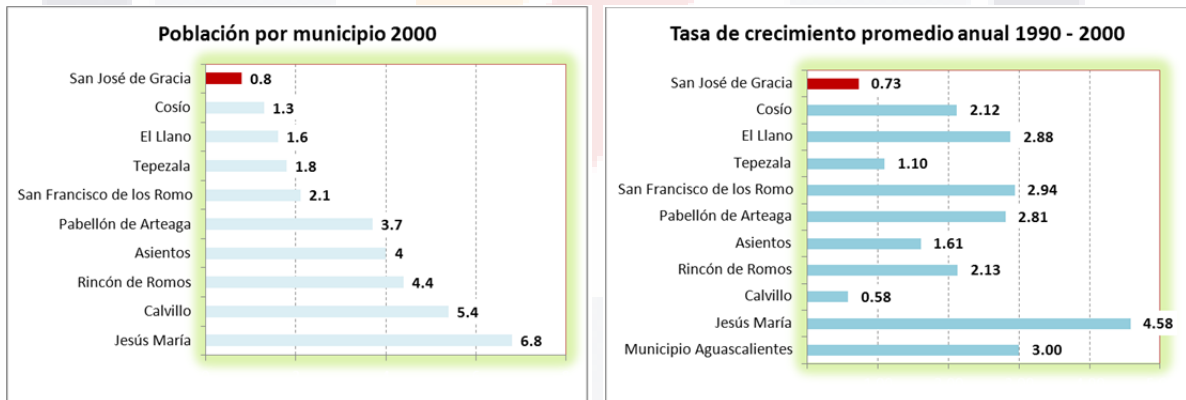 Población por municipio 2000
San José de Gracia 0.8
Cosío 1.3
El Llano 1.6
Tepezala 1.8
San Francisco de los Romo 2.1
Pabellón de Arteaga 3.7
Asientos 4
Rincón de Romos 4.4
Calvillo 5.4
Jesús María 6.8
Tasa de crecimiento promedio anual 1990 - 2000
San José de Gracia 0.73
Cosío 2.12
El Llano 2.88
Tepezala 1.10
San Francisco de los Romo 2.94
Pabellón de Arteaga 2.81
Asientos 1.61
Rincón de Romos 2.13
Calvillo 0.58
Jesús María 4.58
Municipio Aguascalientes 3.00